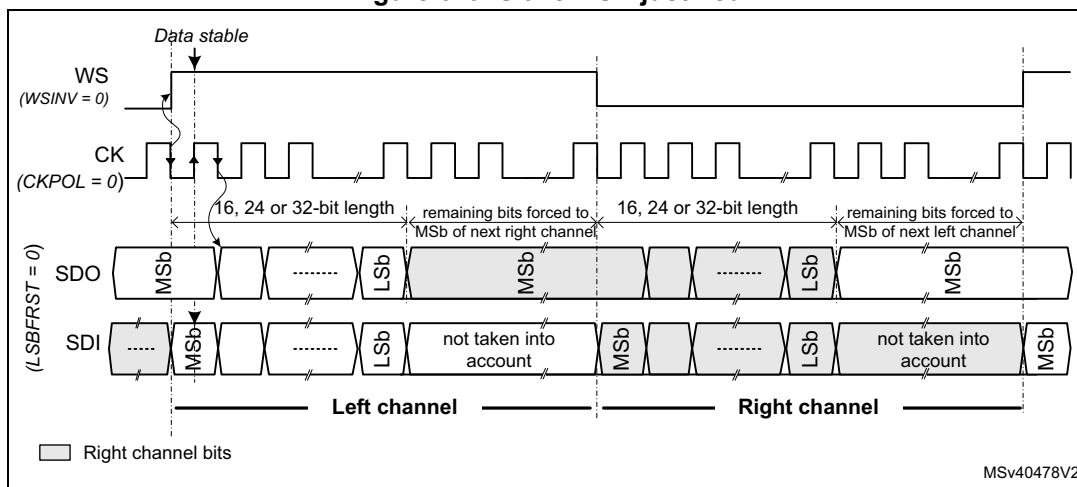 Data stable
WS
(WSINV = 0)
CK
(CKPOL = 0)
16, 24 or 32-bit length
remaining bits forced to
MSb of next right channel
16, 24 or 32-bit length
remaining bits forced to
MSb of next left channel
(LSBFRST = 0)
SDO
MSb
LSb
MSb
LSb
MSb
SDI
MSb
LSb
not taken into
account
MSb
LSb
not taken into
account
MSb
Left channel
Right channel
Right channel bits
MSv40478V2